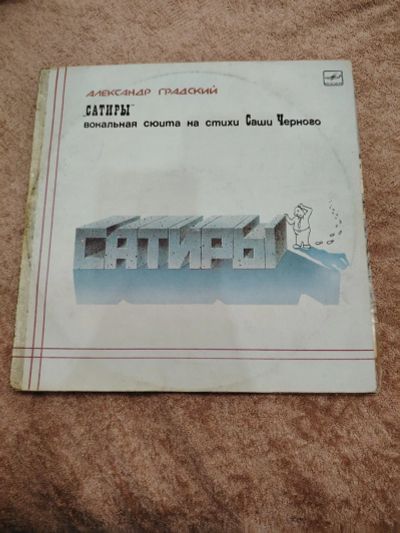 АЛЕКСАНДР ГРАДСКИЙ
„САТИРЫ"
вокальная сюита на стихи Саши Черного
САТИРЫ